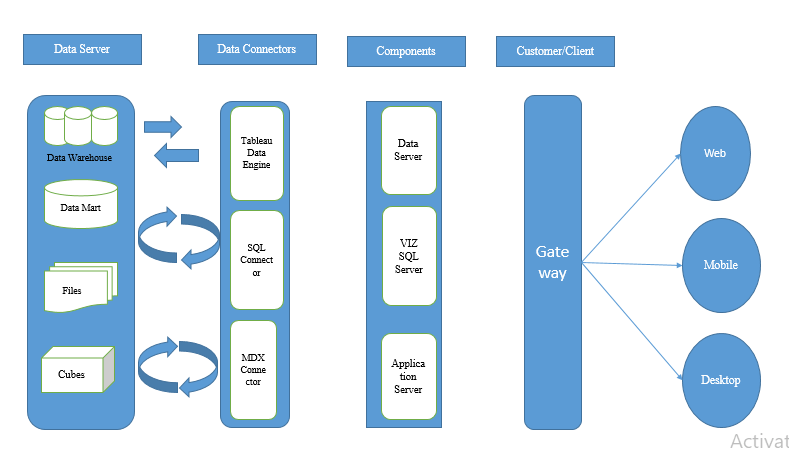 Data Server
Data Connectors
Components
Customer/Client
Data Warehouse
Data Mart
Files
Cubes
Tableau
Data
Engine
SQL
Connect
or
MDX
Conne
ctor
Data
Server
VIZ
SQL
Server
Applica
tion
Server
Gate
way
Web
Mobile
Desktop
Activat